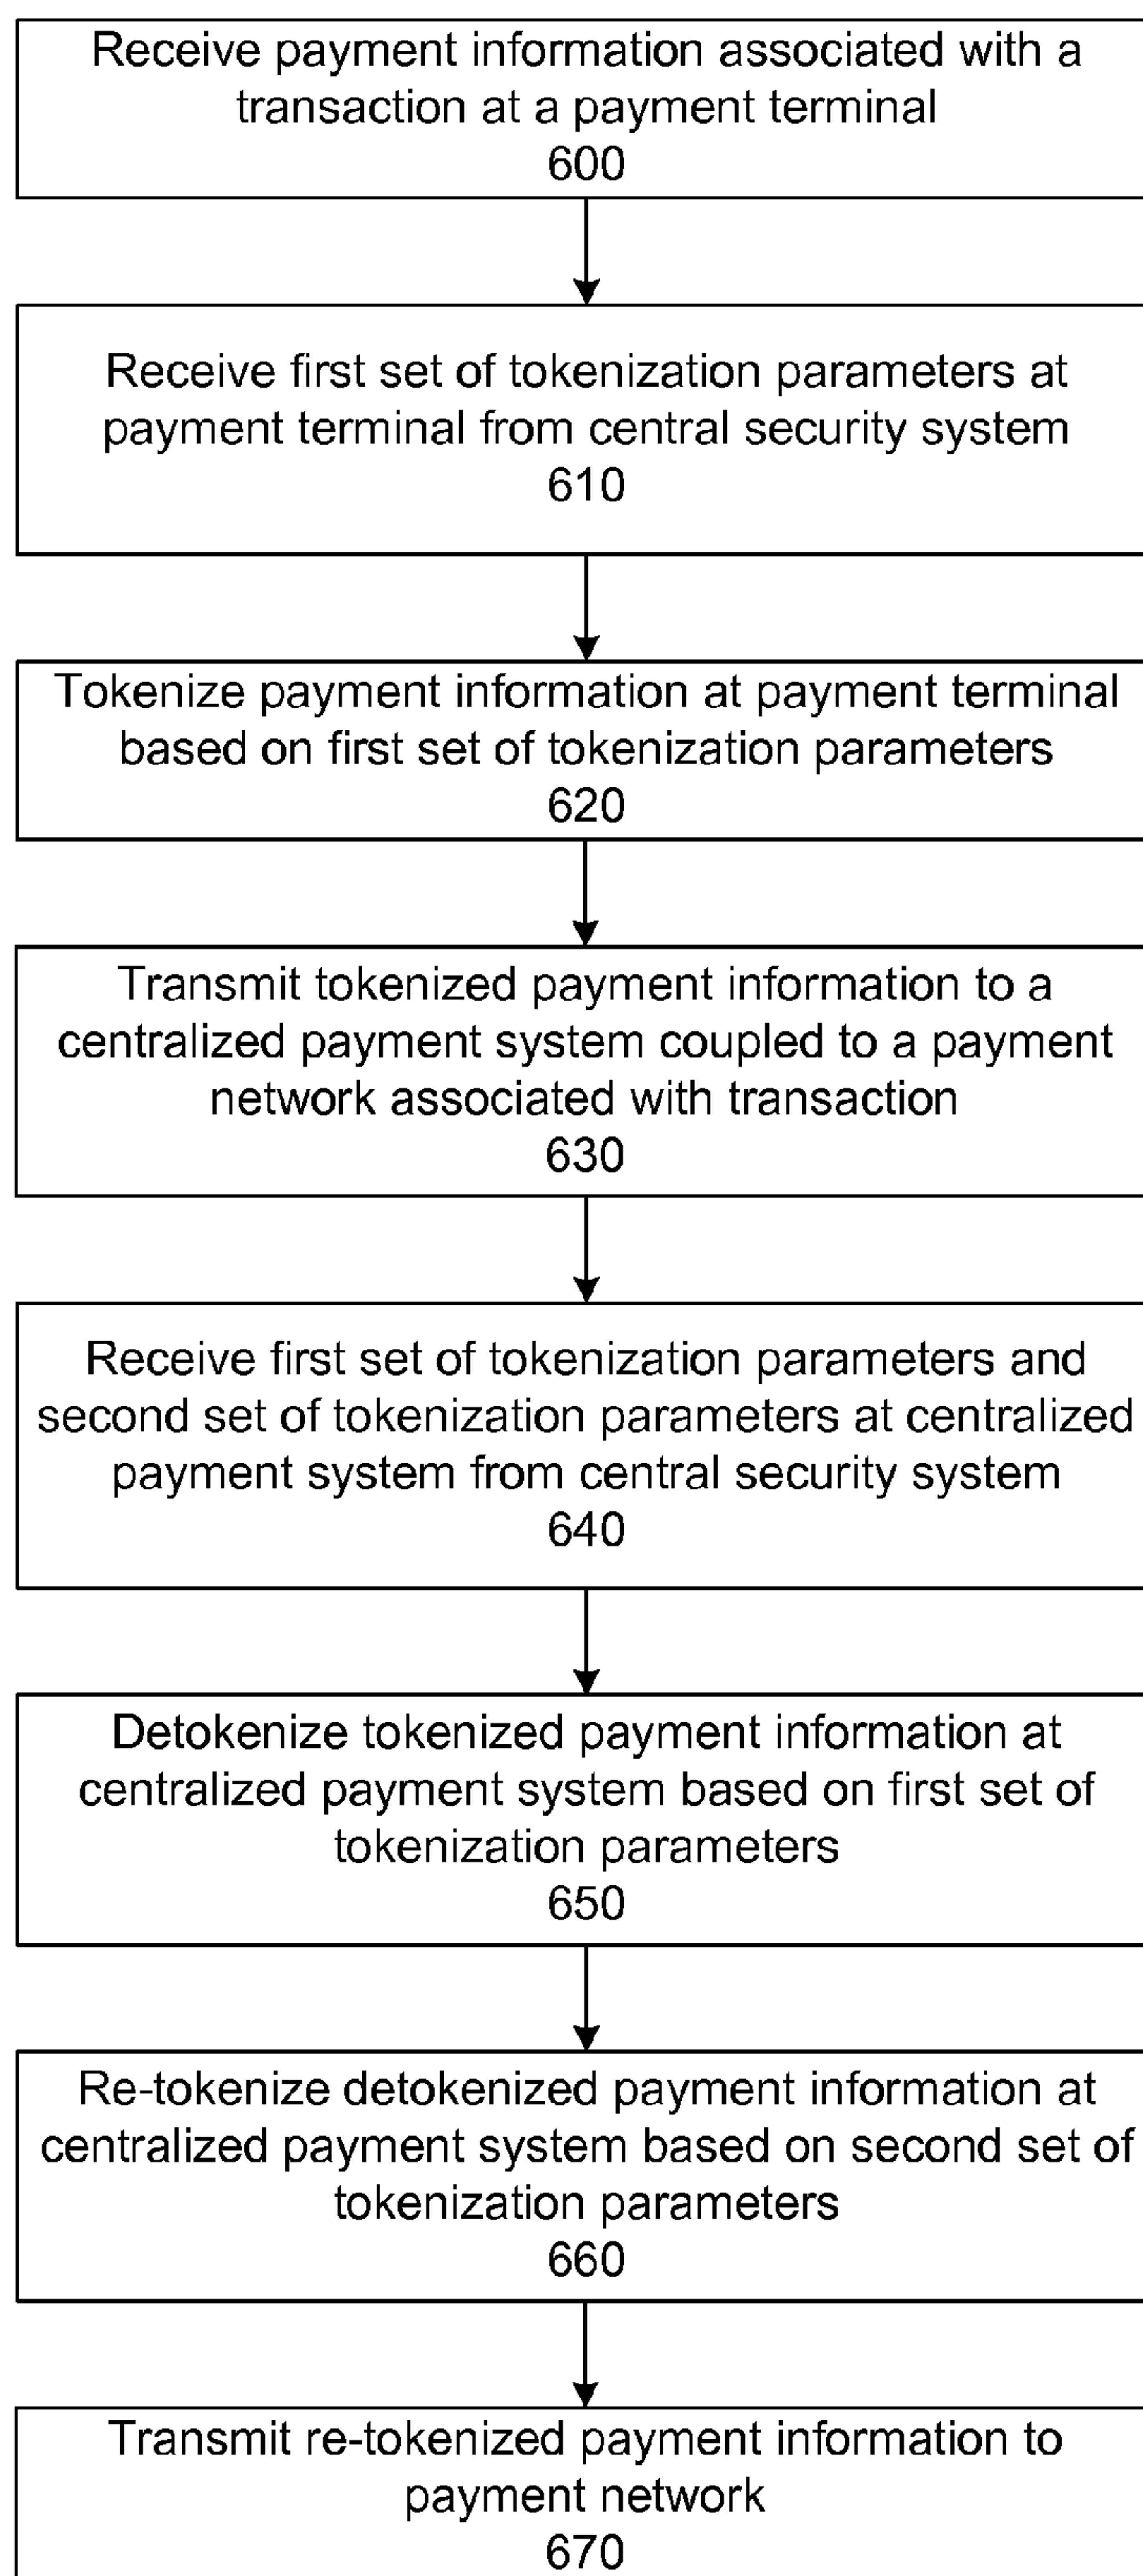 Receive payment information associated with a
transaction at a payment terminal
600
Receive first set of tokenization parameters at
payment terminal from central security system
610
Tokenize payment information at payment terminal
based on first set of tokenization parameters
620
Transmit tokenized payment information to a
centralized payment system coupled to a payment
network associated with transaction
630
Receive first set of tokenization parameters and
second set of tokenization parameters at centralized
payment system from central security system
640
Detokenize tokenized payment information at
centralized payment system based on first set of
tokenization parameters
650
Re-tokenize detokenized payment information at
centralized payment system based on second set of
tokenization parameters
660
Transmit re-tokenized payment information to
payment network
670